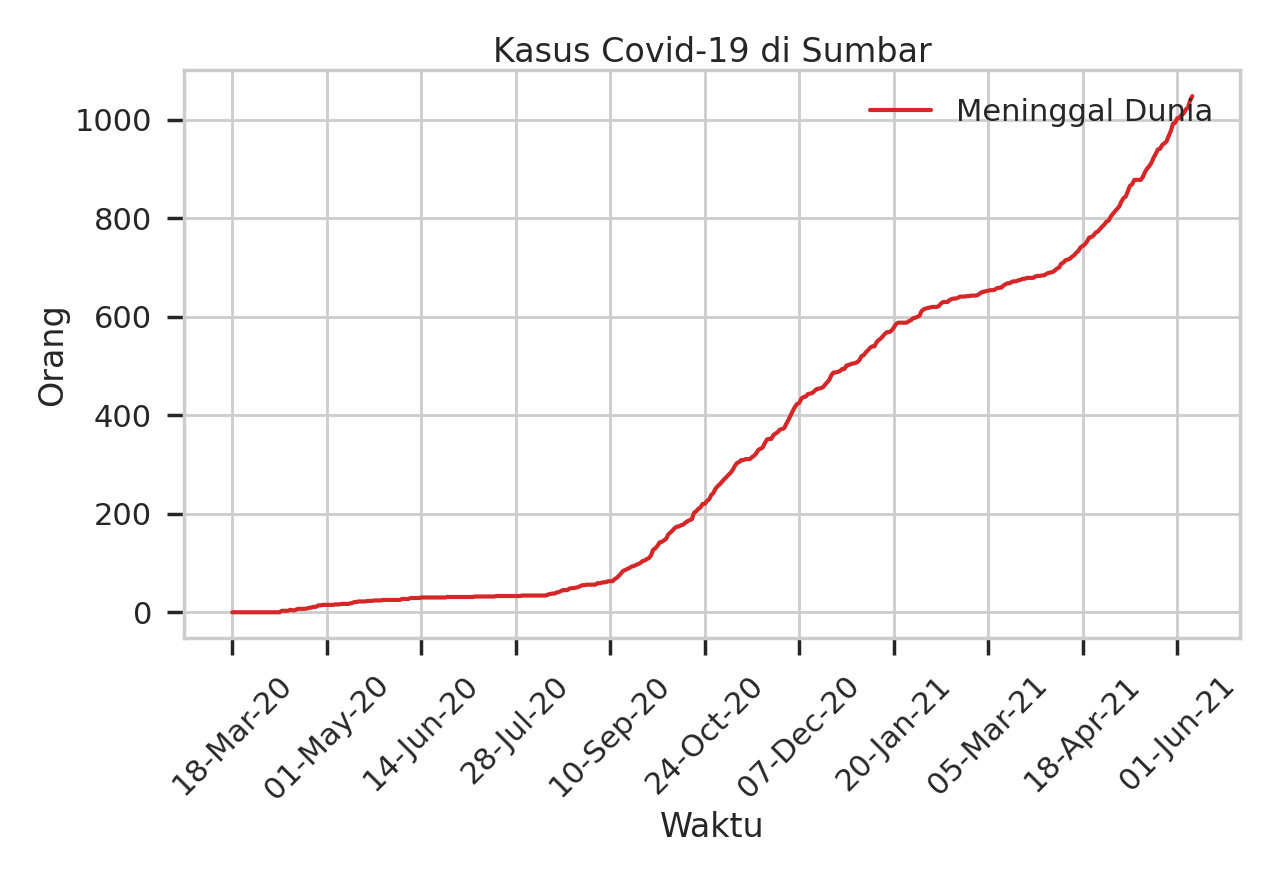 Kasus Covid-19 di Sumbar
Meninggal Dunia
Orang
1000
800
600
400
200
0
18-Mar-20
01-May-20
14-Jun-20
28-Jul-20
10-Sep-20
24-Oct-20
07-Dec-20
20-Jan-21
05-Mar-21
18-Apr-21
01-Jun-21
Waktu